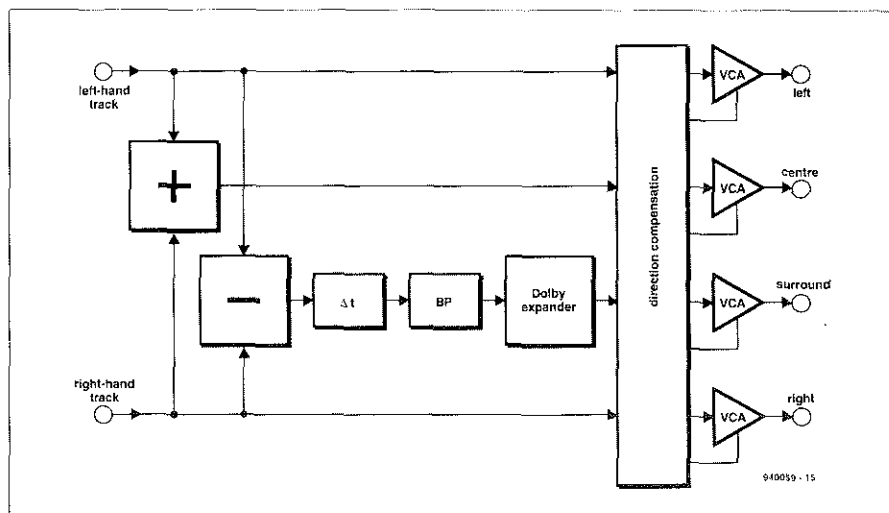 left-hand
track
+
−
Δt
BP
Dolby
expander
right-hand
track
direction compensation
VCA
left
VCA
centre
VCA
surround
VCA
right
940059 - 15